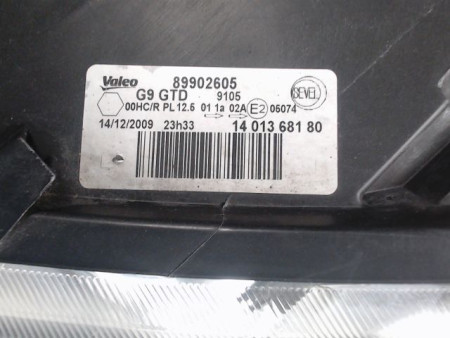 Valeo 89902605
G9 GTD 9105
00HC/R PL 12.5 01 1a 02A E2 05074
SEVEL
14/12/2009 23h33 14 013 681 80